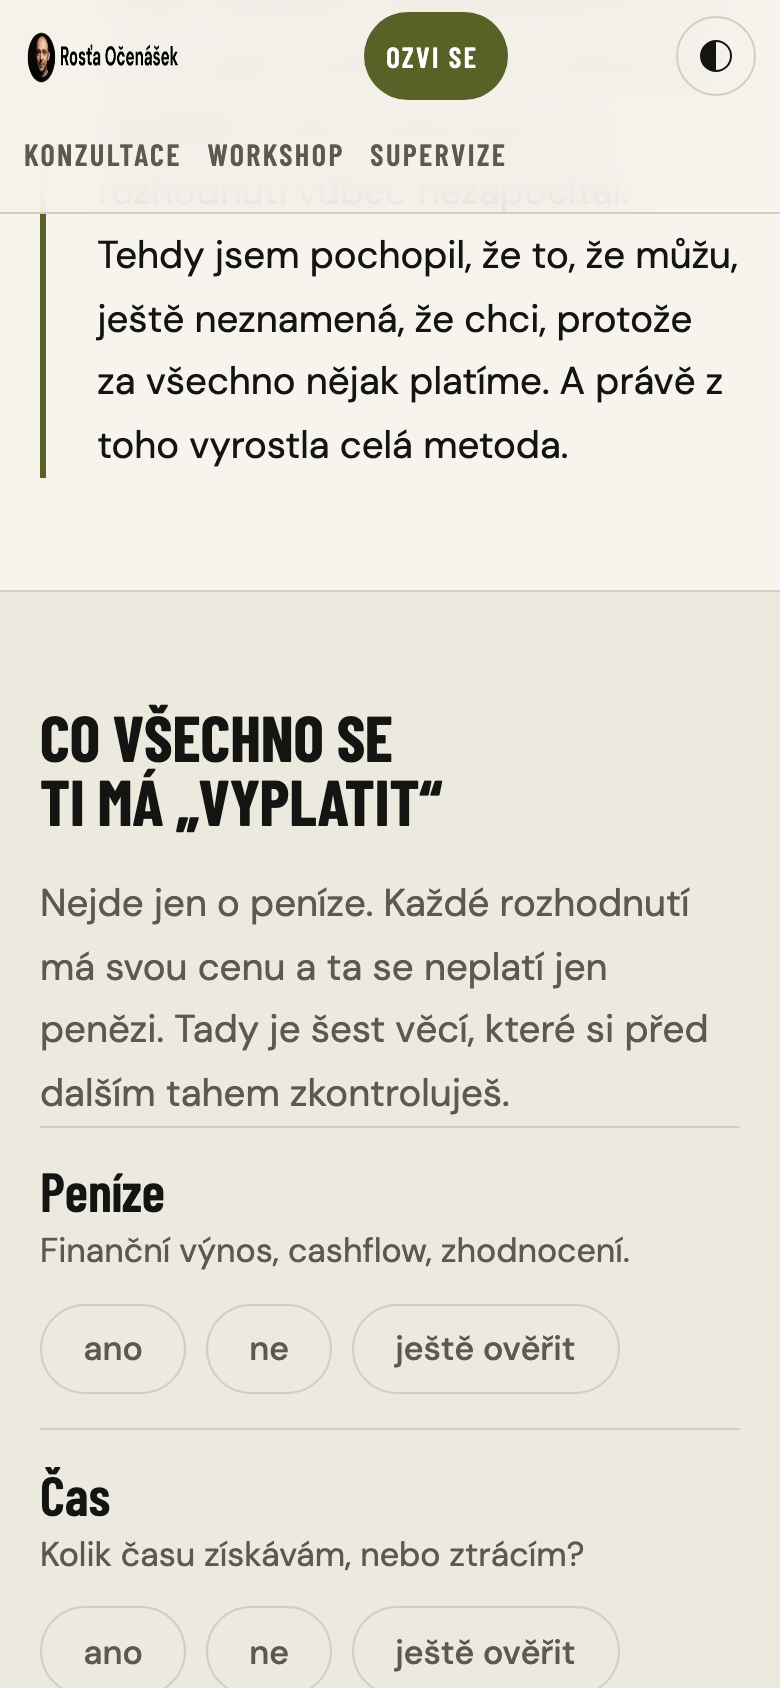 Rosťa Očenášek
OZVI SE
KONZULTACE WORKSHOP SUPERVIZE
rozhodnutí vůbec nezapočítal.
Tehdy jsem pochopil, že to, že můžu,
ještě neznamená, že chci, protože
za všechno nějak platíme. A právě z
toho vyrostla celá metoda.
CO VŠECHNO SE
TI MÁ „VYPLATIT“
Nejde jen o peníze. Každé rozhodnutí
má svou cenu a ta se neplatí jen
penězi. Tady je šest věcí, které si před
dalším tahem zkontroluješ.
Peníze
Finanční výnos, cashflow, zhodnocení.
ano ne ještě ověřit
Čas
Kolik času získávám, nebo ztrácím?
ano ne ještě ověřit